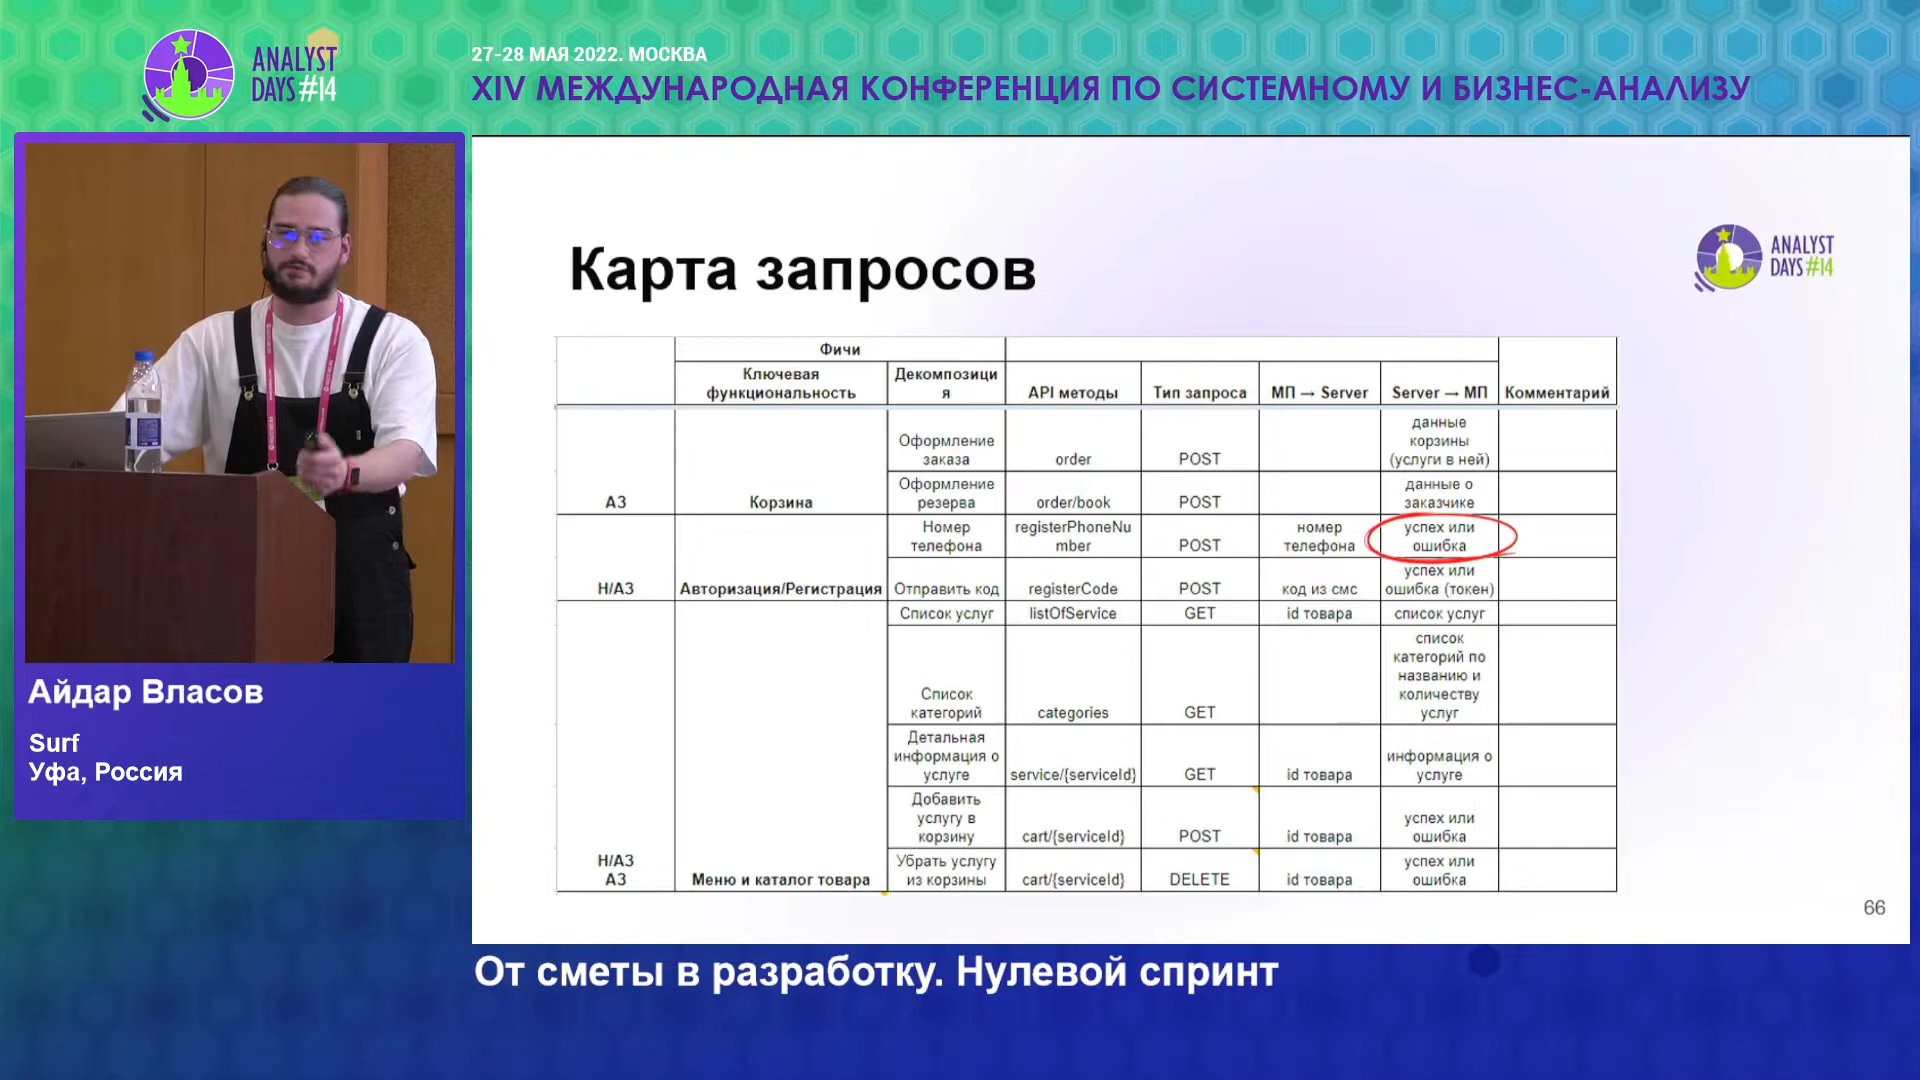 ANALYST
DAYS #14
27-28 МАЯ 2022. МОСКВА
XIV МЕЖДУНАРОДНАЯ КОНФЕРЕНЦИЯ ПО СИСТЕМНОМУ И БИЗНЕС-АНАЛИЗУ
Айдар Власов
Surf
Уфа, Россия
Карта запросов
ANALYST
DAYS #14
Фичи
Ключевая
функциональность
Декомпозици
я
API методы
Тип запроса
МП → Server
Server → МП
Комментарий
АЗ
Корзина
Оформление
заказа
order
POST
данные
корзины
(услуги в ней)
Оформление
резерва
order/book
POST
данные о
заказчике
Н/АЗ
Авторизация/Регистрация
Номер
телефона
registerPhoneNu
mber
POST
номер
телефона
успех или
ошибка
Отправить код
registerCode
POST
код из смс
успех или
ошибка (токен)
Н/АЗ
АЗ
Меню и каталог товара
Список услуг
listOfService
GET
id товара
список услуг
Список
категорий
categories
GET
список
категорий по
названию и
количеству
услуг
Детальная
информация о
услуге
service/{serviceId}
GET
id товара
информация о
услуге
Добавить
услугу в
корзину
cart/{serviceId}
POST
id товара
успех или
ошибка
Убрать услугу
из корзины
cart/{serviceId}
DELETE
id товара
успех или
ошибка
66
От сметы в разработку. Нулевой спринт